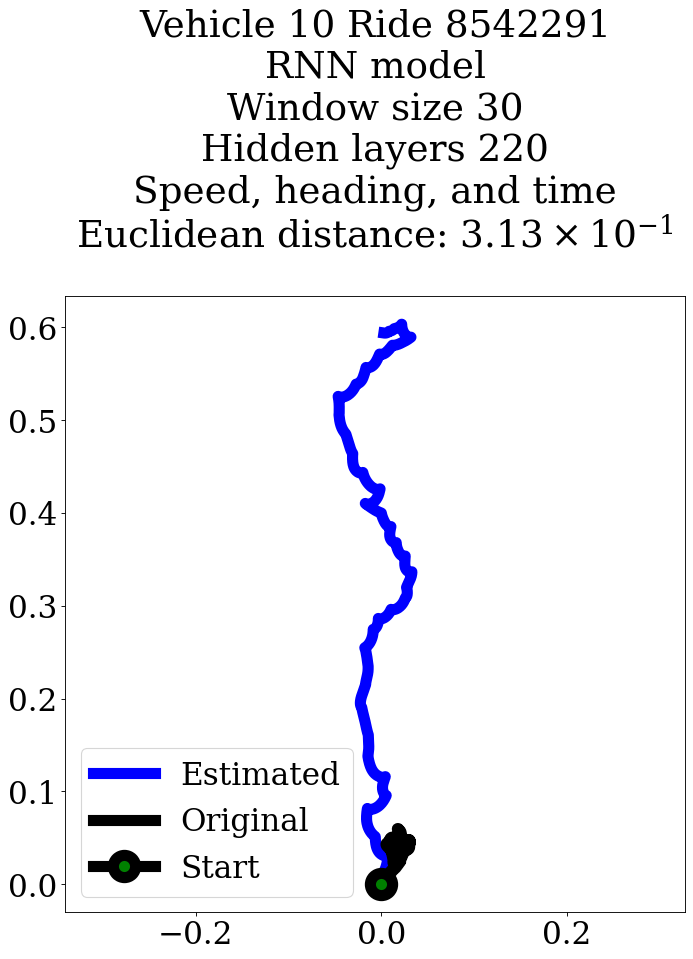 Vehicle 10 Ride 8542291
RNN model
Window size 30
Hidden layers 220
Speed, heading, and time
Euclidean distance: 3.13 × 10⁻¹
0.6
0.5
0.4
0.3
0.2
0.1
0.0
Estimated
Original
Start
−0.2 0.0 0.2